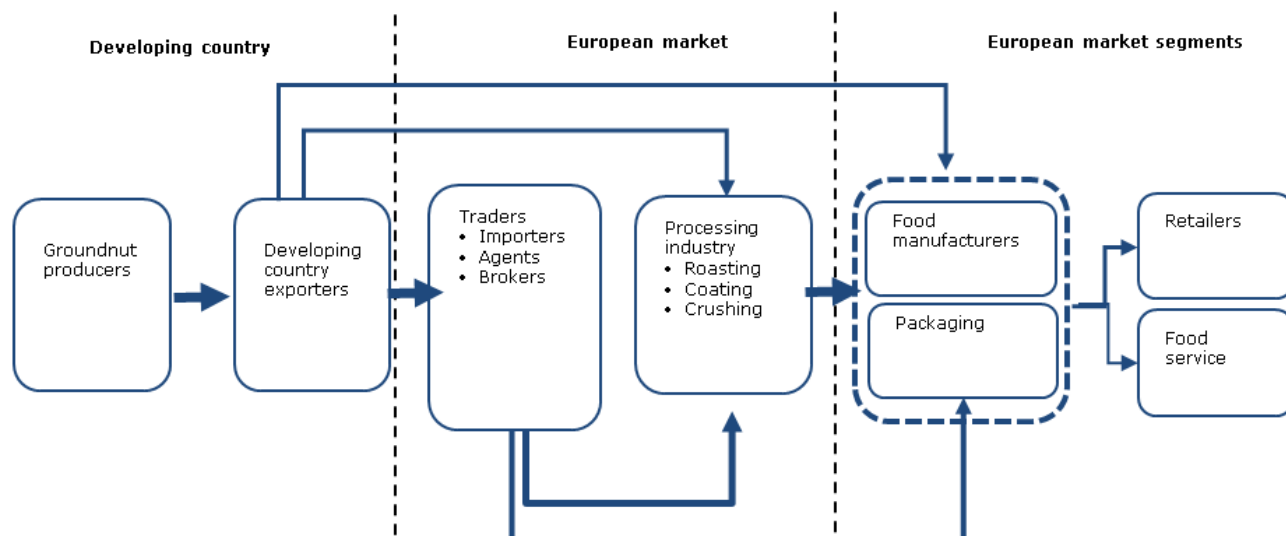 Developing country
European market
European market segments
Groundnut
producers
Developing
country
exporters
Traders
• Importers
• Agents
• Brokers
Processing
industry
• Roasting
• Coating
• Crushing
Food
manufacturers
Packaging
Retailers
Food
service